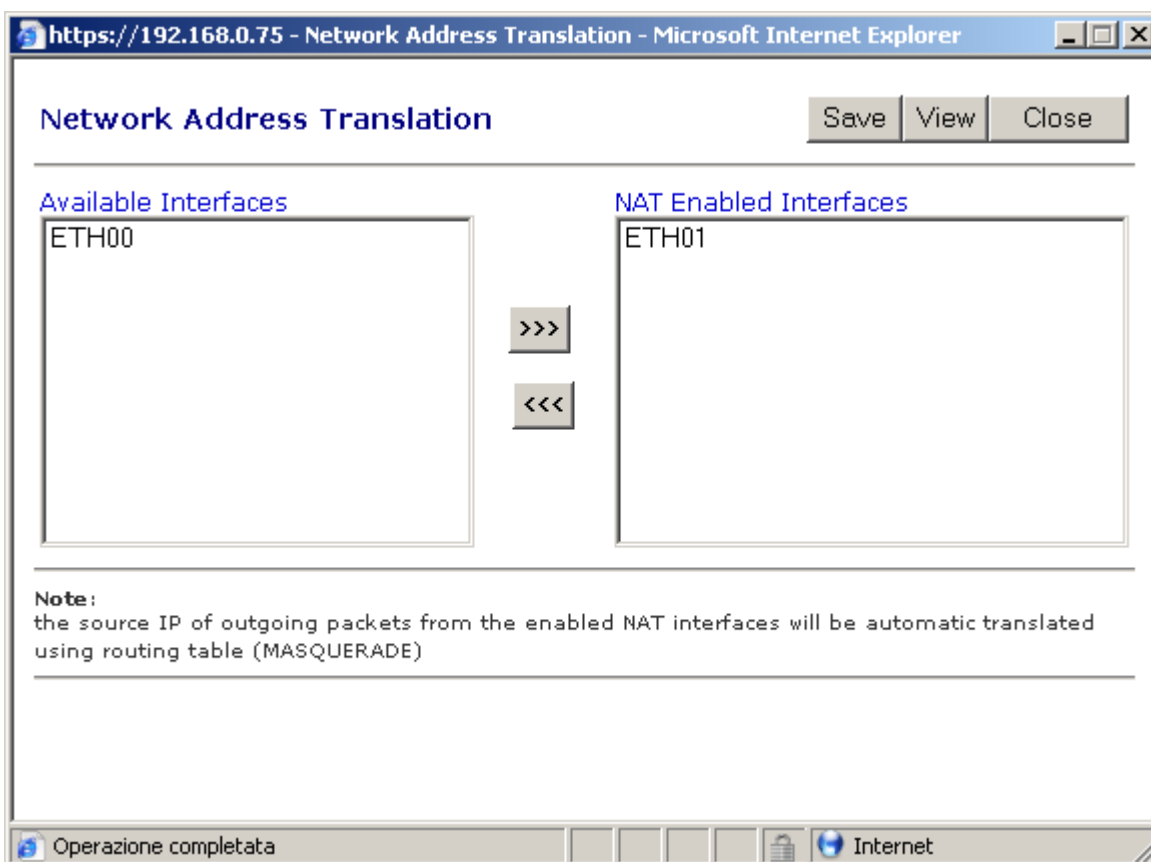 https://192.168.0.75 - Network Address Translation - Microsoft Internet Explorer
Network Address Translation
Save View Close
Available Interfaces NAT Enabled Interfaces
ETH00 ETH01
>>>
<<<
Note:
the source IP of outgoing packets from the enabled NAT interfaces will be automatic translated
using routing table (MASQUERADE)
Operazione completata Internet